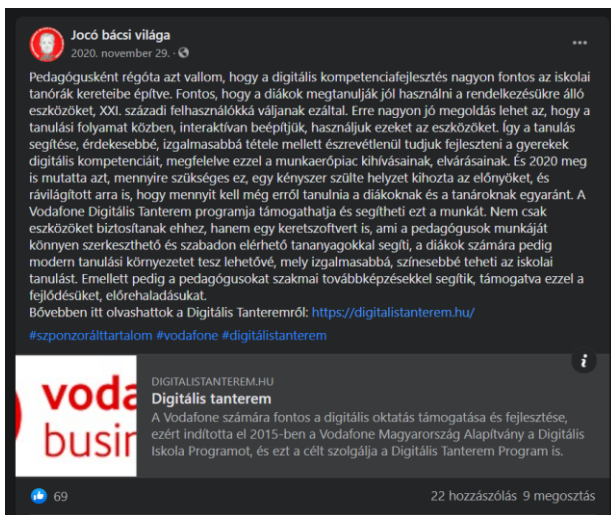 Jocó bácsi világa
2020. november 29. ·
Pedagógusként régóta azt vallom, hogy a digitális kompetenciafejlesztés nagyon fontos az iskolai
tanórák kereteibe építve. Fontos, hogy a diákok megtanulják jól használni a rendelkezésükre álló
eszközöket, XXI. századi felhasználókká váljanak ezáltal. Erre nagyon jó megoldás lehet az, hogy a
tanulási folyamat közben, interaktívan beépítjük, használjuk ezeket az eszközöket. Így a tanulás
segítése, érdekesebbé, izgalmasabbá tétele mellett észrevétlenül tudjuk fejleszteni a gyerekek
digitális kompetenciáit, megfelelve ezzel a munkaerőpiac kihívásainak, elvárásainak. És 2020 meg
is mutatta azt, mennyire szükséges ez, egy kényszer szülte helyzet kihozta az előnyöket, és
rávilágított arra is, hogy mennyit kell még erről tanulnia a diákoknak és a tanároknak egyaránt. A
Vodafone Digitális Tanterem programja támogathatja és segítheti ezt a munkát. Nem csak
eszközöket biztosítanak ehhez, hanem egy keretszoftvert is, ami a pedagógusok munkáját
könnyen szerkeszthető és szabadon elérhető tananyagokkal segíti, a diákok számára pedig
modern tanulási környezetet tesz lehetővé, mely izgalmasabbá, színesebbé teheti az iskolai
tanulást. Emellett pedig a pedagógusokat szakmai továbbképzésekkel segítik, támogatva ezzel a
fejlődésüket, előrehaladásukat.
Bővebben itt olvashattok a Digitális Tanteremről: https://digitalistanterem.hu/
#szponzorálttartalom #vodafone #digitálistanterem
voda
busin
DIGITALISTANTEREM.HU
Digitális tanterem
A Vodafone számára fontos a digitális oktatás támogatása és fejlesztése,
ezért indította el 2015-ben a Vodafone Magyarország Alapítvány a Digitális
Iskola Programot, és ezt a célt szolgálja a Digitális Tanterem Program is.
69
22 hozzászólás 9 megosztás